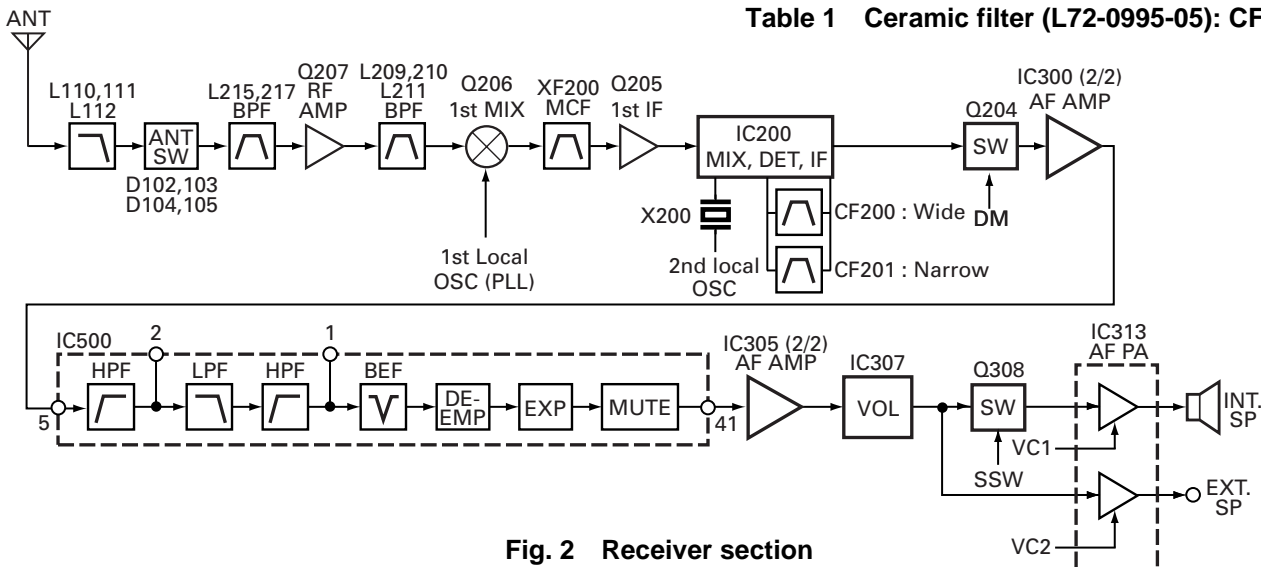 Table 1 Ceramic filter (L72-0995-05): CF
ANT
L110,111
L112
ANT
SW
D102,103
D104,105
L215,217
BPF
Q207
RF
AMP
L209,210
L211
BPF
Q206
1st MIX
1st Local
OSC (PLL)
XF200
MCF
Q205
1st IF
IC200
MIX, DET, IF
X200
2nd local
OSC
CF200 : Wide
CF201 : Narrow
Q204
SW
DM
IC300 (2/2)
AF AMP
IC500
5
HPF
2
LPF
HPF
1
BEF
DE-
EMP
EXP
MUTE
41
IC305 (2/2)
AF AMP
IC307
VOL
Q308
SW
SSW
IC313
AF PA
VC1
INT.
SP
VC2
EXT.
SP
Fig. 2 Receiver section